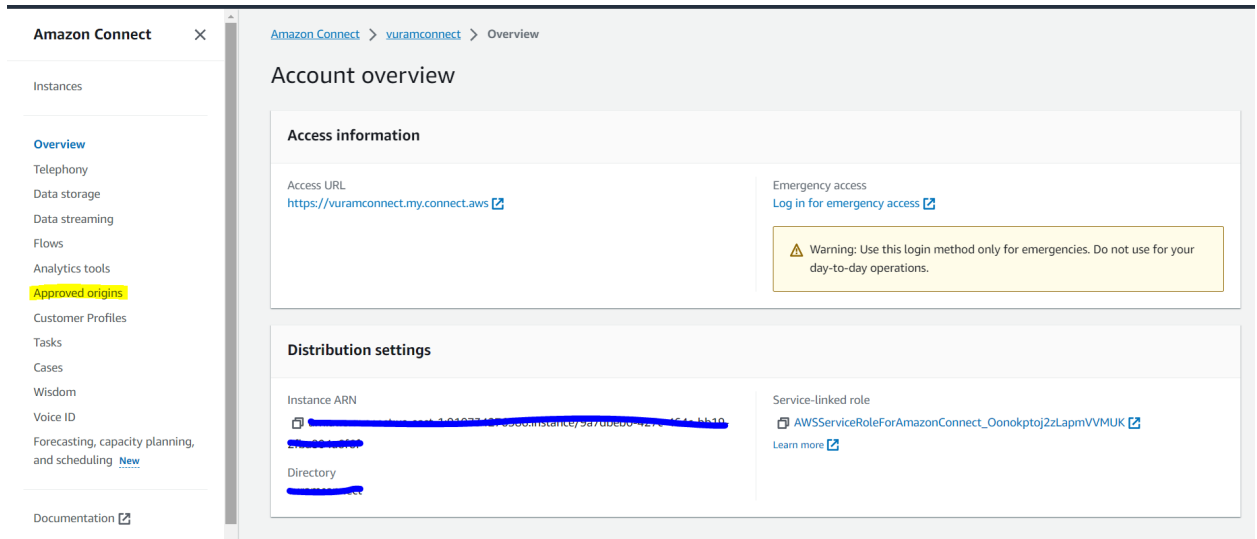 Amazon Connect
Instances
Overview
Telephony
Data storage
Data streaming
Flows
Analytics tools
Approved origins
Customer Profiles
Tasks
Cases
Wisdom
Voice ID
Forecasting, capacity planning,
and scheduling New
Documentation
Amazon Connect > vuramconnect > Overview
Account overview
Access information
Access URL
https://vuramconnect.my.connect.aws
Emergency access
Log in for emergency access
Warning: Use this login method only for emergencies. Do not use for your
day-to-day operations.
Distribution settings
Instance ARN
Directory
Service-linked role
AWSServiceRoleForAmazonConnect_Oonokptoj2zLapmVVMUK
Learn more